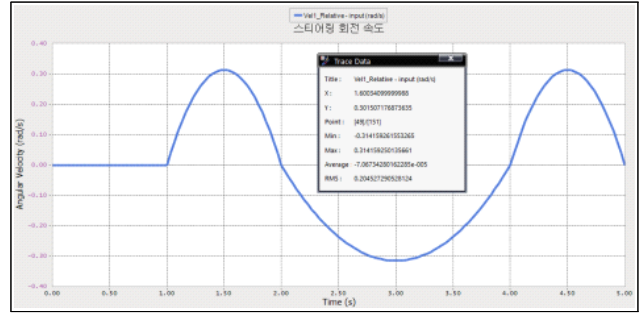 Vel1_Relative - input (rad/s)
스티어링 회전 속도
Trace Data
Title : Vel1_Relative - input (rad/s)
X : 1.60034099999988
Y : 0.301507176873635
Point : [49]/[151]
Min : -0.314159261553265
Max : 0.314159250135661
Average : -7.06734280162285e-005
RMS : 0.204527290528124
Angular Velocity (rad/s)
0.40
0.30
0.20
0.10
0.00
-0.10
-0.20
-0.30
-0.40
0.00 0.50 1.00 1.50 2.00 2.50 3.00 3.50 4.00 4.50 5.00
Time (s)